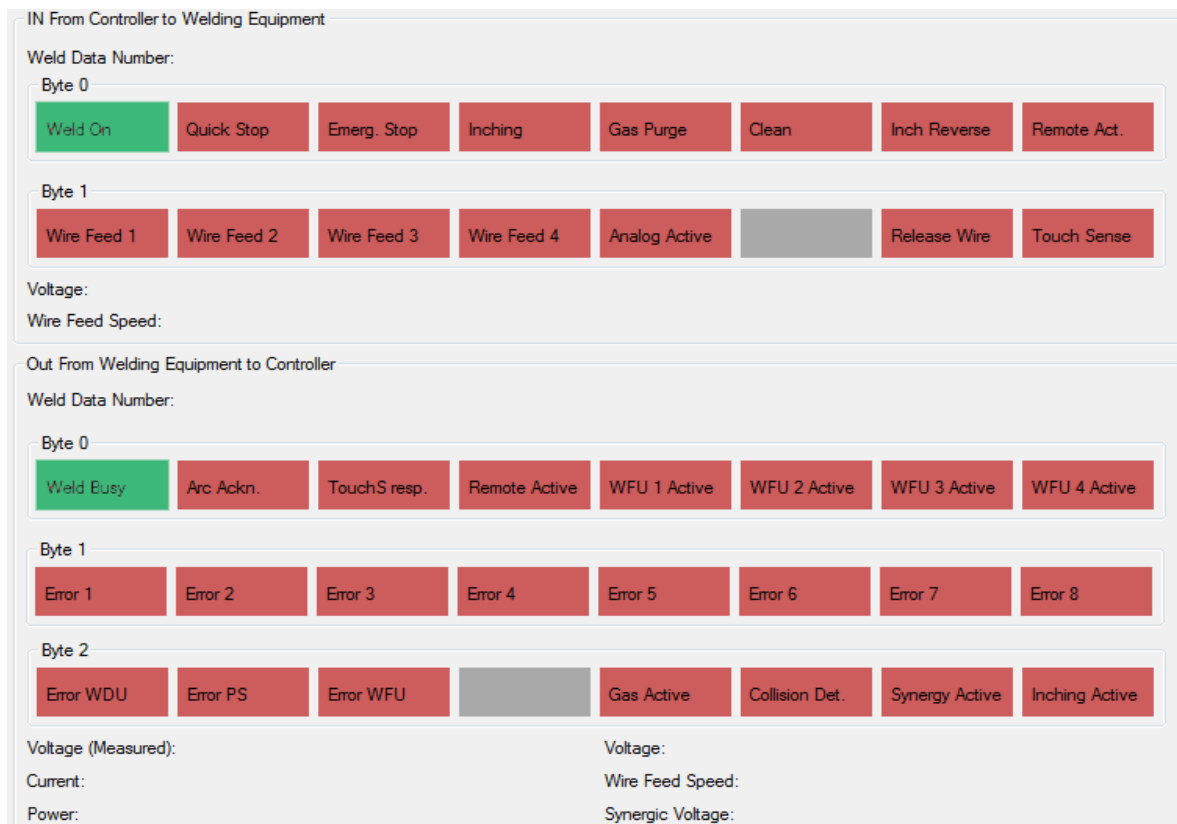 IN From Controller to Welding Equipment
Weld Data Number:
Byte 0
Weld On Quick Stop Emerg. Stop Inching Gas Purge Clean Inch Reverse Remote Act.
Byte 1
Wire Feed 1 Wire Feed 2 Wire Feed 3 Wire Feed 4 Analog Active Release Wire Touch Sense
Voltage:
Wire Feed Speed:
Out From Welding Equipment to Controller
Weld Data Number:
Byte 0
Weld Busy Arc Ackn. TouchS resp. Remote Active WFU 1 Active WFU 2 Active WFU 3 Active WFU 4 Active
Byte 1
Error 1 Error 2 Error 3 Error 4 Error 5 Error 6 Error 7 Error 8
Byte 2
Error WDU Error PS Error WFU Gas Active Collision Det. Synergy Active Inching Active
Voltage (Measured): Voltage:
Current: Wire Feed Speed:
Power: Synergic Voltage: